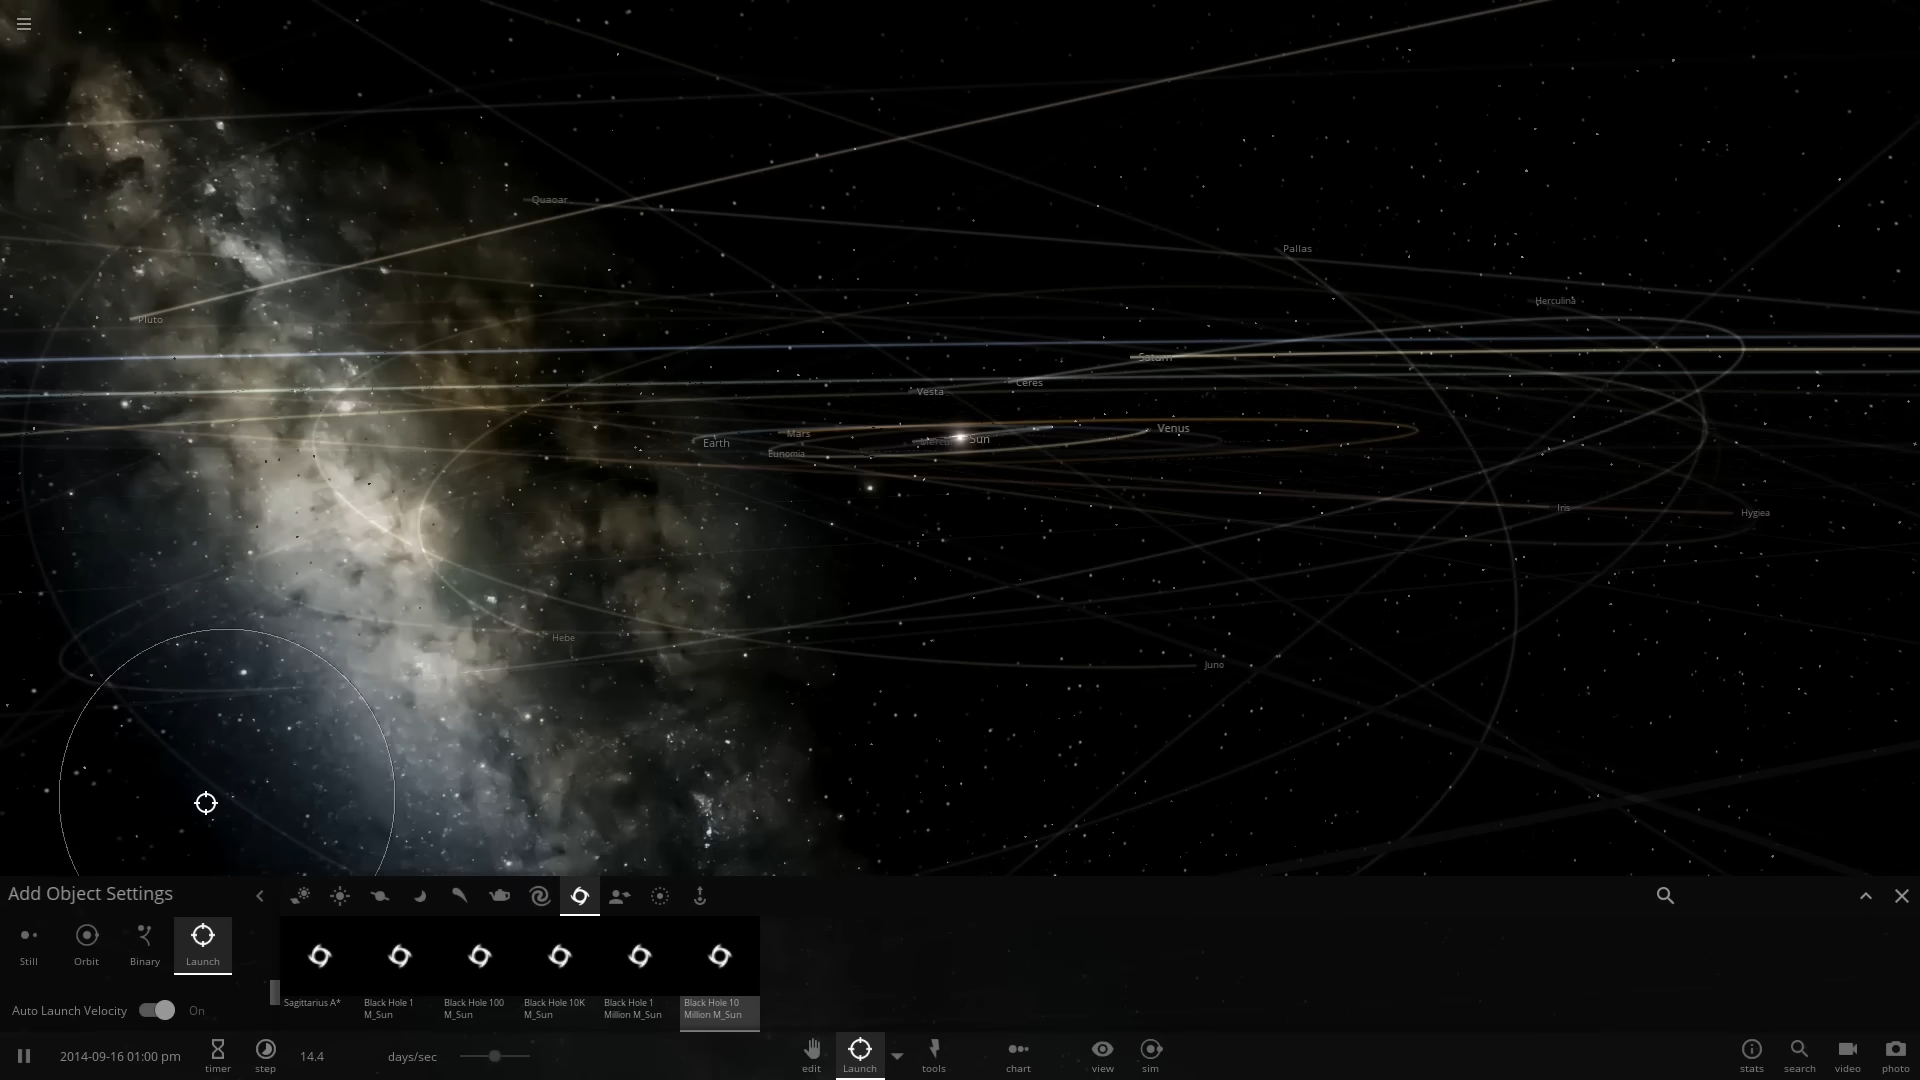 Quaoar
Pallas
Herculina
Pluto
Saturn
Ceres
Vesta
Venus
Mars
Earth
Mercury
Sun
Eunomia
Iris
Hygiea
Hebe
Juno
Add Object Settings
Still
Orbit
Binary
Launch
Sagittarius A*
Black Hole 1
M_Sun
Black Hole 100
M_Sun
Black Hole 10K
M_Sun
Black Hole 1
Million M_Sun
Black Hole 10
Million M_Sun
Auto Launch Velocity
On
2014-09-16 01:00 pm
timer
step
14.4
days/sec
edit
Launch
tools
chart
view
sim
stats
search
video
photo